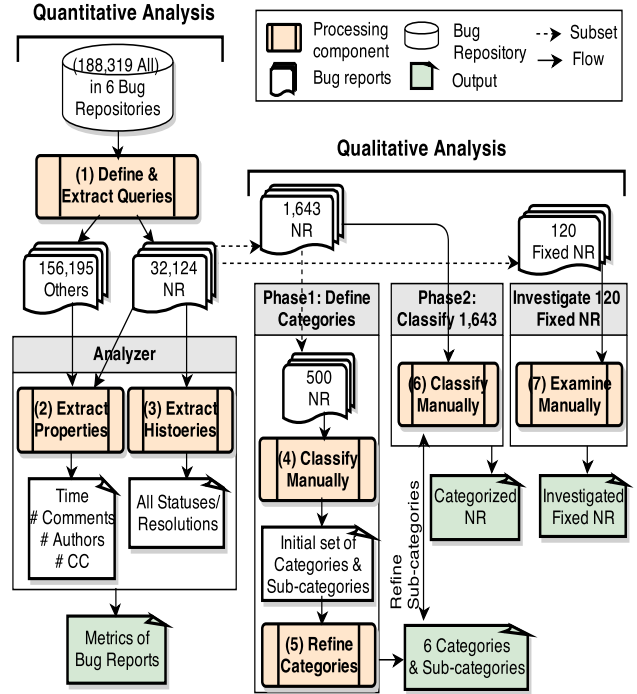 Quantitative Analysis
(188,319 All)
in 6 Bug
Repositories
Processing
component
Bug
Repository
Subset
Bug reports
Output
Flow
(1) Define &
Extract Queries
Qualitative Analysis
156,195
Others
32,124
NR
1,643
NR
120
Fixed NR
Analyzer
(2) Extract
Properties
(3) Extract
Histoeries
Time
# Comments
# Authors
# CC
All Statuses/
Resolutions
Metrics of
Bug Reports
Phase1: Define
Categories
500
NR
(4) Classify
Manually
Initial set of
Categories &
Sub-categories
(5) Refine
Categories
Phase2:
Classify 1,643
(6) Classify
Manually
Categorized
NR
Refine
Sub-categories
6 Categories
& Sub-categories
Investigate 120
Fixed NR
(7) Examine
Manually
Investigated
Fixed NR